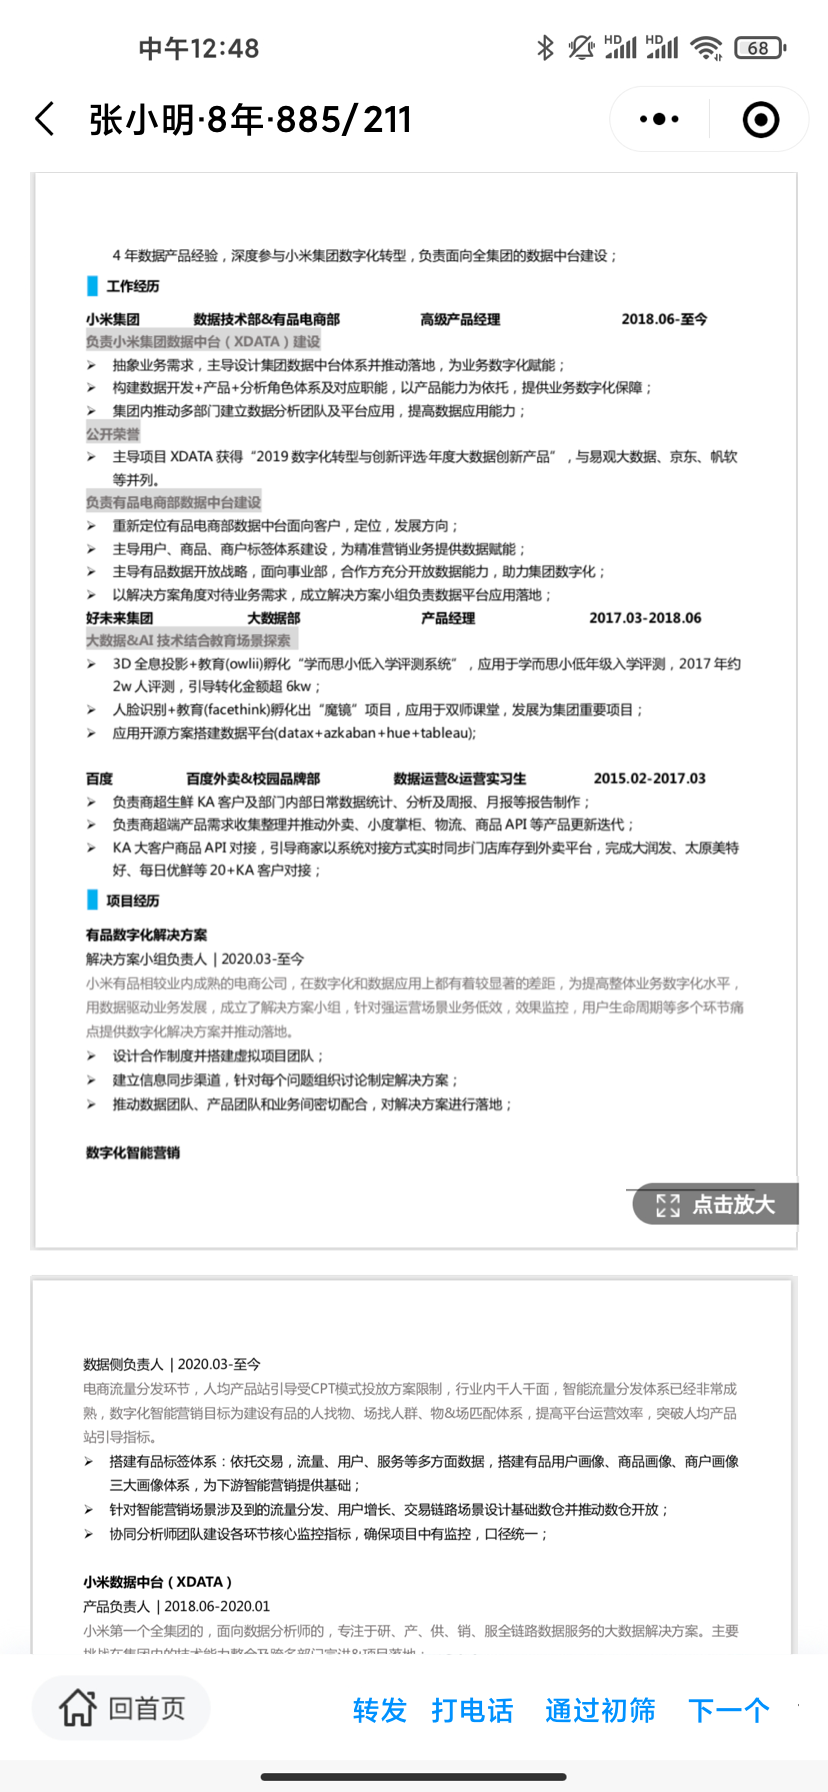 中午12:48
HD HD 68
张小明·8年·885/211
4 年数据产品经验，深度参与小米集团数字化转型，负责面向全集团的数据中台建设；
工作经历
小米集团 数据技术部&有品电商部 高级产品经理 2018.06-至今
负责小米集团数据中台（XDATA）建设
➢ 抽象业务需求，主导设计集团数据中台体系并推动落地，为业务数字化赋能；
➢ 构建数据开发+产品+分析角色体系及对应职能，以产品能力为依托，提供业务数字化保障；
➢ 集团内推动多部门建立数据分析团队及平台应用，提高数据应用能力；
公开荣誉
➢ 主导项目 XDATA 获得“2019 数字化转型与创新评选·年度大数据创新产品”，与易观大数据、京东、帆软
等并列。
负责有品电商部数据中台建设
➢ 重新定位有品电商部数据中台面向客户，定位，发展方向；
➢ 主导用户、商品、商户标签体系建设，为精准营销业务提供数据赋能；
➢ 主导有品数据开放战略，面向事业部，合作方充分开放数据能力，助力集团数字化；
➢ 以解决方案角度对待业务需求，成立解决方案小组负责数据平台应用落地；
好未来集团 大数据部 产品经理 2017.03-2018.06
大数据&AI 技术结合教育场景探索
➢ 3D 全息投影+教育(owlii)孵化“学而思小低入学评测系统”，应用于学而思小低年级入学评测，2017 年约
2w 人评测，引导转化金额超 6kw；
➢ 人脸识别+教育(facethink)孵化出“魔镜”项目，应用于双师课堂，发展为集团重要项目；
➢ 应用开源方案搭建数据平台(datax+azkaban+hue+tableau);
百度 百度外卖&校园品牌部 数据运营&运营实习生 2015.02-2017.03
➢ 负责商超生鲜 KA 客户及部门内部日常数据统计、分析及周报、月报等报告制作；
➢ 负责商超端产品需求收集整理并推动外卖、小度掌柜、物流、商品 API 等产品更新迭代；
➢ KA 大客户商品 API 对接，引导商家以系统对接方式实时同步门店库存到外卖平台，完成大润发、太原美特
好、每日优鲜等 20+KA 客户对接；
项目经历
有品数字化解决方案
解决方案小组负责人 | 2020.03-至今
小米有品相较业内成熟的电商公司，在数字化和数据应用上都有着较显著的差距，为提高整体业务数字化水平，
用数据驱动业务发展，成立了解决方案小组，针对强运营场景业务低效，效果监控，用户生命周期等多个环节痛
点提供数字化解决方案并推动落地。
➢ 设计合作制度并搭建虚拟项目团队；
➢ 建立信息同步渠道，针对每个问题组织讨论制定解决方案；
➢ 推动数据团队、产品团队和业务间密切配合，对解决方案进行落地；
数字化智能营销
点击放大
数据侧负责人 | 2020.03-至今
电商流量分发环节，人均产品站引导受CPT模式投放方案限制，行业内千人千面，智能流量分发体系已经非常成
熟，数字化智能营销目标为建设有品的人找物、场找人群、物&场匹配体系，提高平台运营效率，突破人均产品
站引导指标。
➢ 搭建有品标签体系：依托交易，流量、用户、服务等多方面数据，搭建有品用户画像、商品画像、商户画像
三大画像体系，为下游智能营销提供基础；
➢ 针对智能营销场景涉及到的流量分发、用户增长、交易链路场景设计基础数仓并推动数仓开放；
➢ 协同分析师团队建设各环节核心监控指标，确保项目中有监控，口径统一；
小米数据中台（XDATA）
产品负责人 | 2018.06-2020.01
小米第一个全集团的，面向数据分析师的，专注于研、产、供、销、服全链路数据服务的大数据解决方案。主要
回首页 转发 打电话 通过初筛 下一个